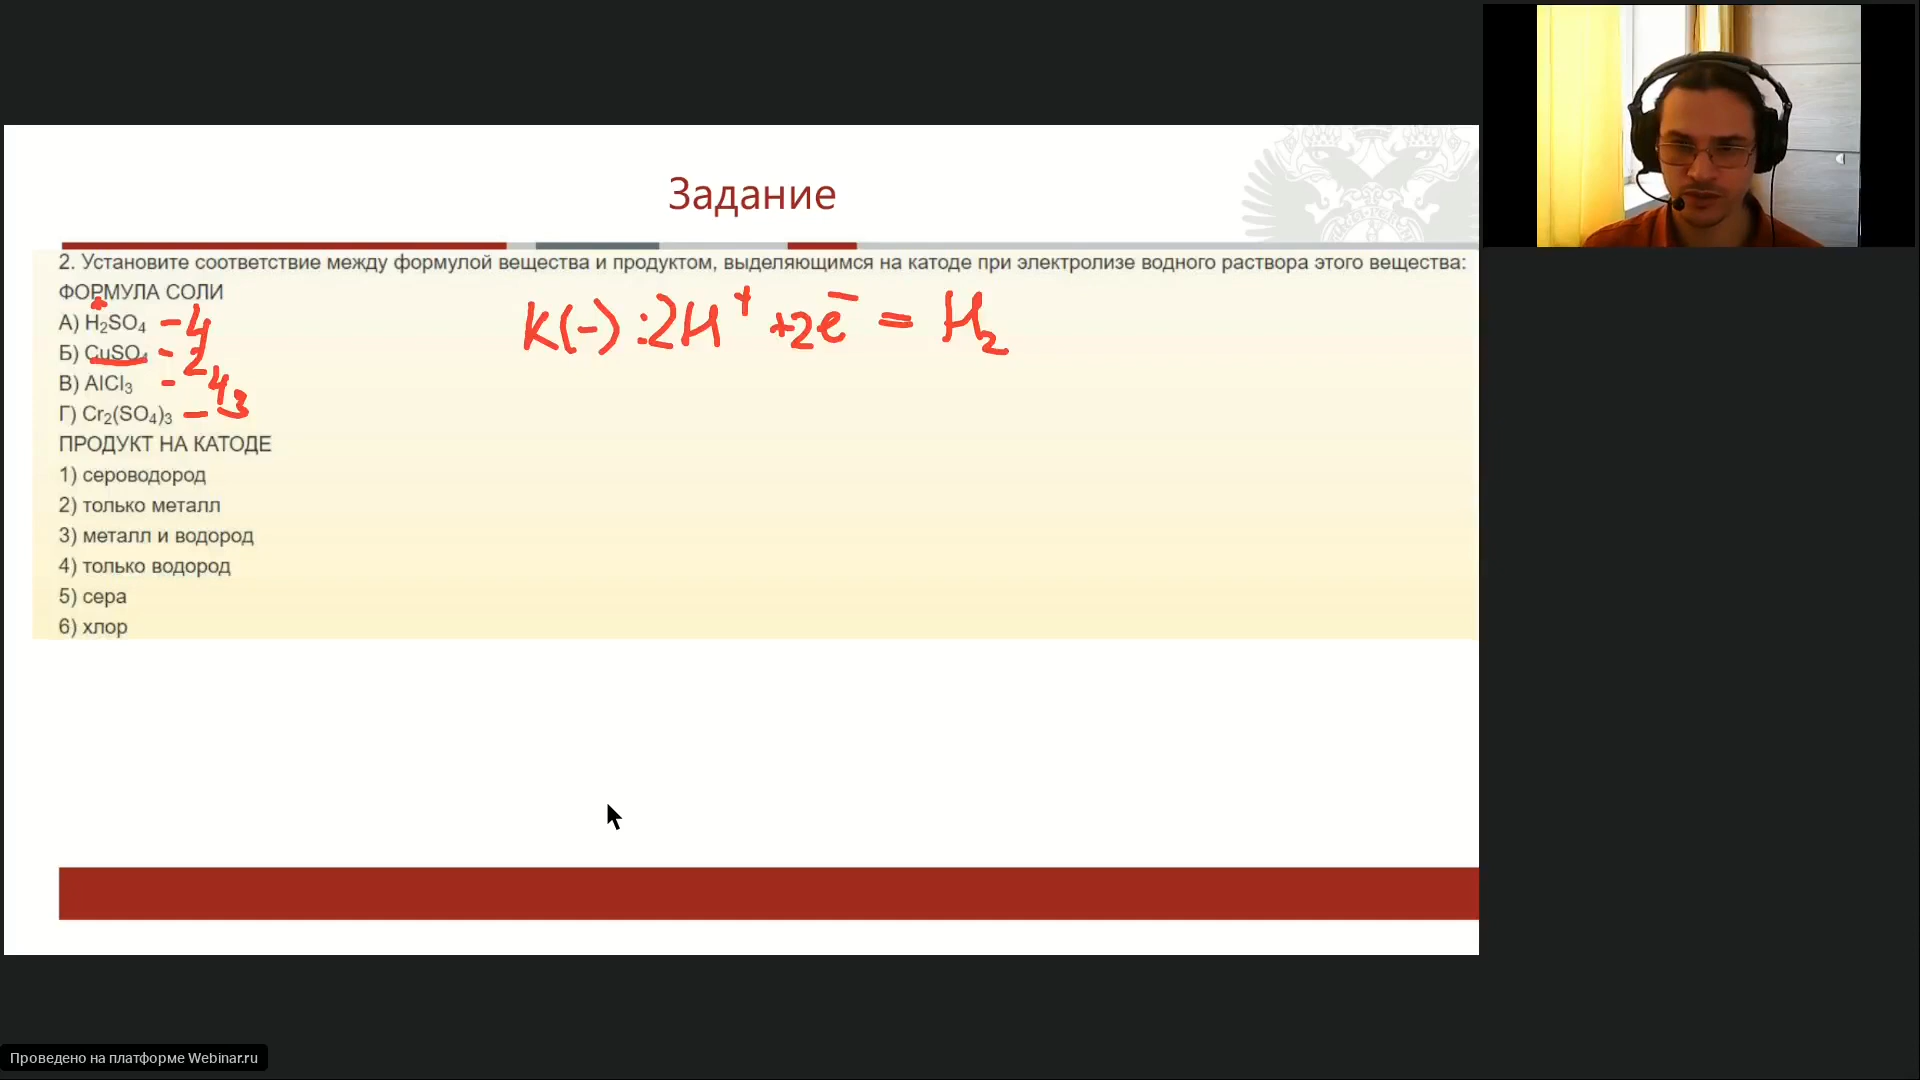 Задание
2. Установите соответствие между формулой вещества и продуктом, выделяющимся на катоде при электролизе водного раствора этого вещества:
ФОРМУЛА СОЛИ
А) H₂SO₄ – 4
Б) CuSO₄ – 2
В) AlCl₃ – 4
Г) Cr₂(SO₄)₃ – 3
K(-) : 2H⁺ + 2e⁻ = H₂
ПРОДУКТ НА КАТОДЕ
1) сероводород
2) только металл
3) металл и водород
4) только водород
5) сера
6) хлор
Проведено на платформе Webinar.ru